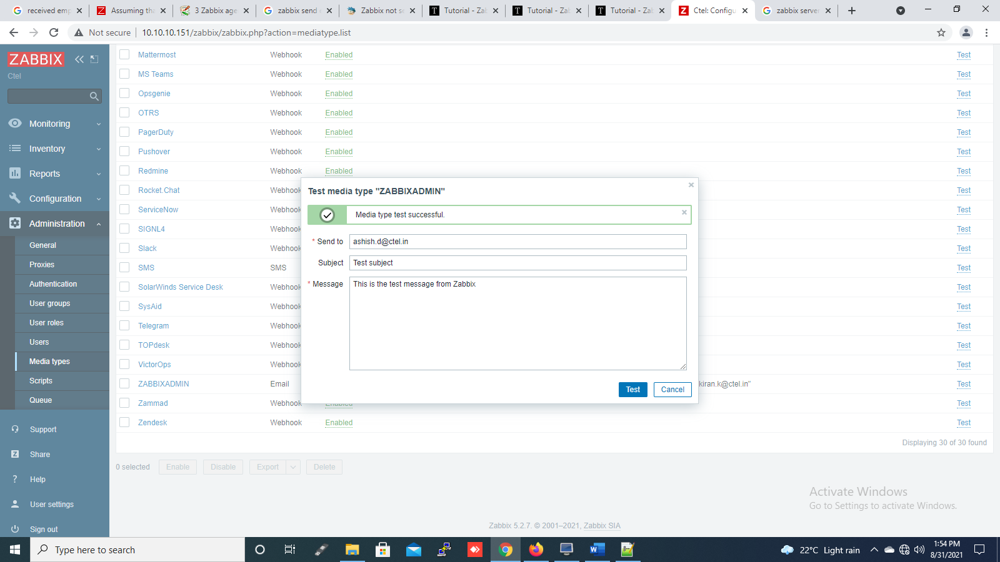 received emp
Assuming tha
3 Zabbix age
zabbix send e
Zabbix not se
Tutorial - Zab
Tutorial - Zab
Tutorial - Zab
Ctel: Configu
zabbix server
Not secure
10.10.10.151/zabbix/zabbix.php?action=mediatype.list
ZABBIX
Ctel
Monitoring
Inventory
Reports
Configuration
Administration
General
Proxies
Authentication
User groups
User roles
Users
Media types
Scripts
Queue
Support
Share
Help
User settings
Sign out
Mattermost Webhook Enabled Test
MS Teams Webhook Enabled Test
Opsgenie Webhook Enabled Test
OTRS Webhook Enabled Test
PagerDuty Webhook Enabled Test
Pushover Webhook Enabled Test
Redmine Webhook Enabled Test
Rocket.Chat Webhook Test
ServiceNow Webhook Test
SIGNL4 Webhook Test
Slack Webhook Test
SMS SMS Test
SolarWinds Service Desk Webhook Test
SysAid Webhook Test
Telegram Webhook Test
TOPdesk Webhook Test
VictorOps Webhook Test
ZABBIXADMIN Email kiran.k@ctel.in" Test
Zammad Webhook Enabled Test
Zendesk Webhook Enabled Test
Displaying 30 of 30 found
0 selected Enable Disable Export Delete
Test media type "ZABBIXADMIN"
Media type test successful.
* Send to ashish.d@ctel.in
Subject Test subject
* Message This is the test message from Zabbix
Test Cancel
Activate Windows
Go to Settings to activate Windows.
Zabbix 5.2.7. © 2001–2021, Zabbix SIA
Type here to search
22°C Light rain
1:54 PM
8/31/2021